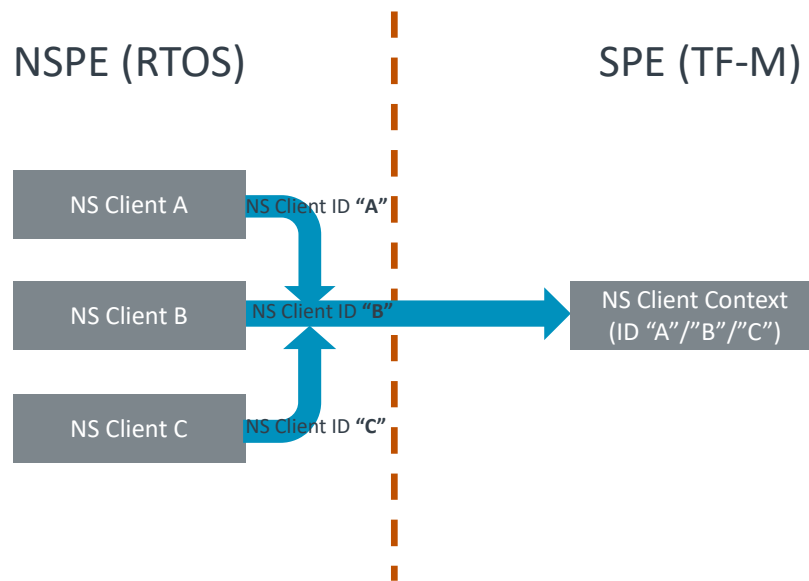 NSPE (RTOS)
SPE (TF-M)
NS Client A
NS Client ID “A”
NS Client B
NS Client ID “B”
NS Client Context
(ID “A”/”B”/”C”)
NS Client C
NS Client ID “C”